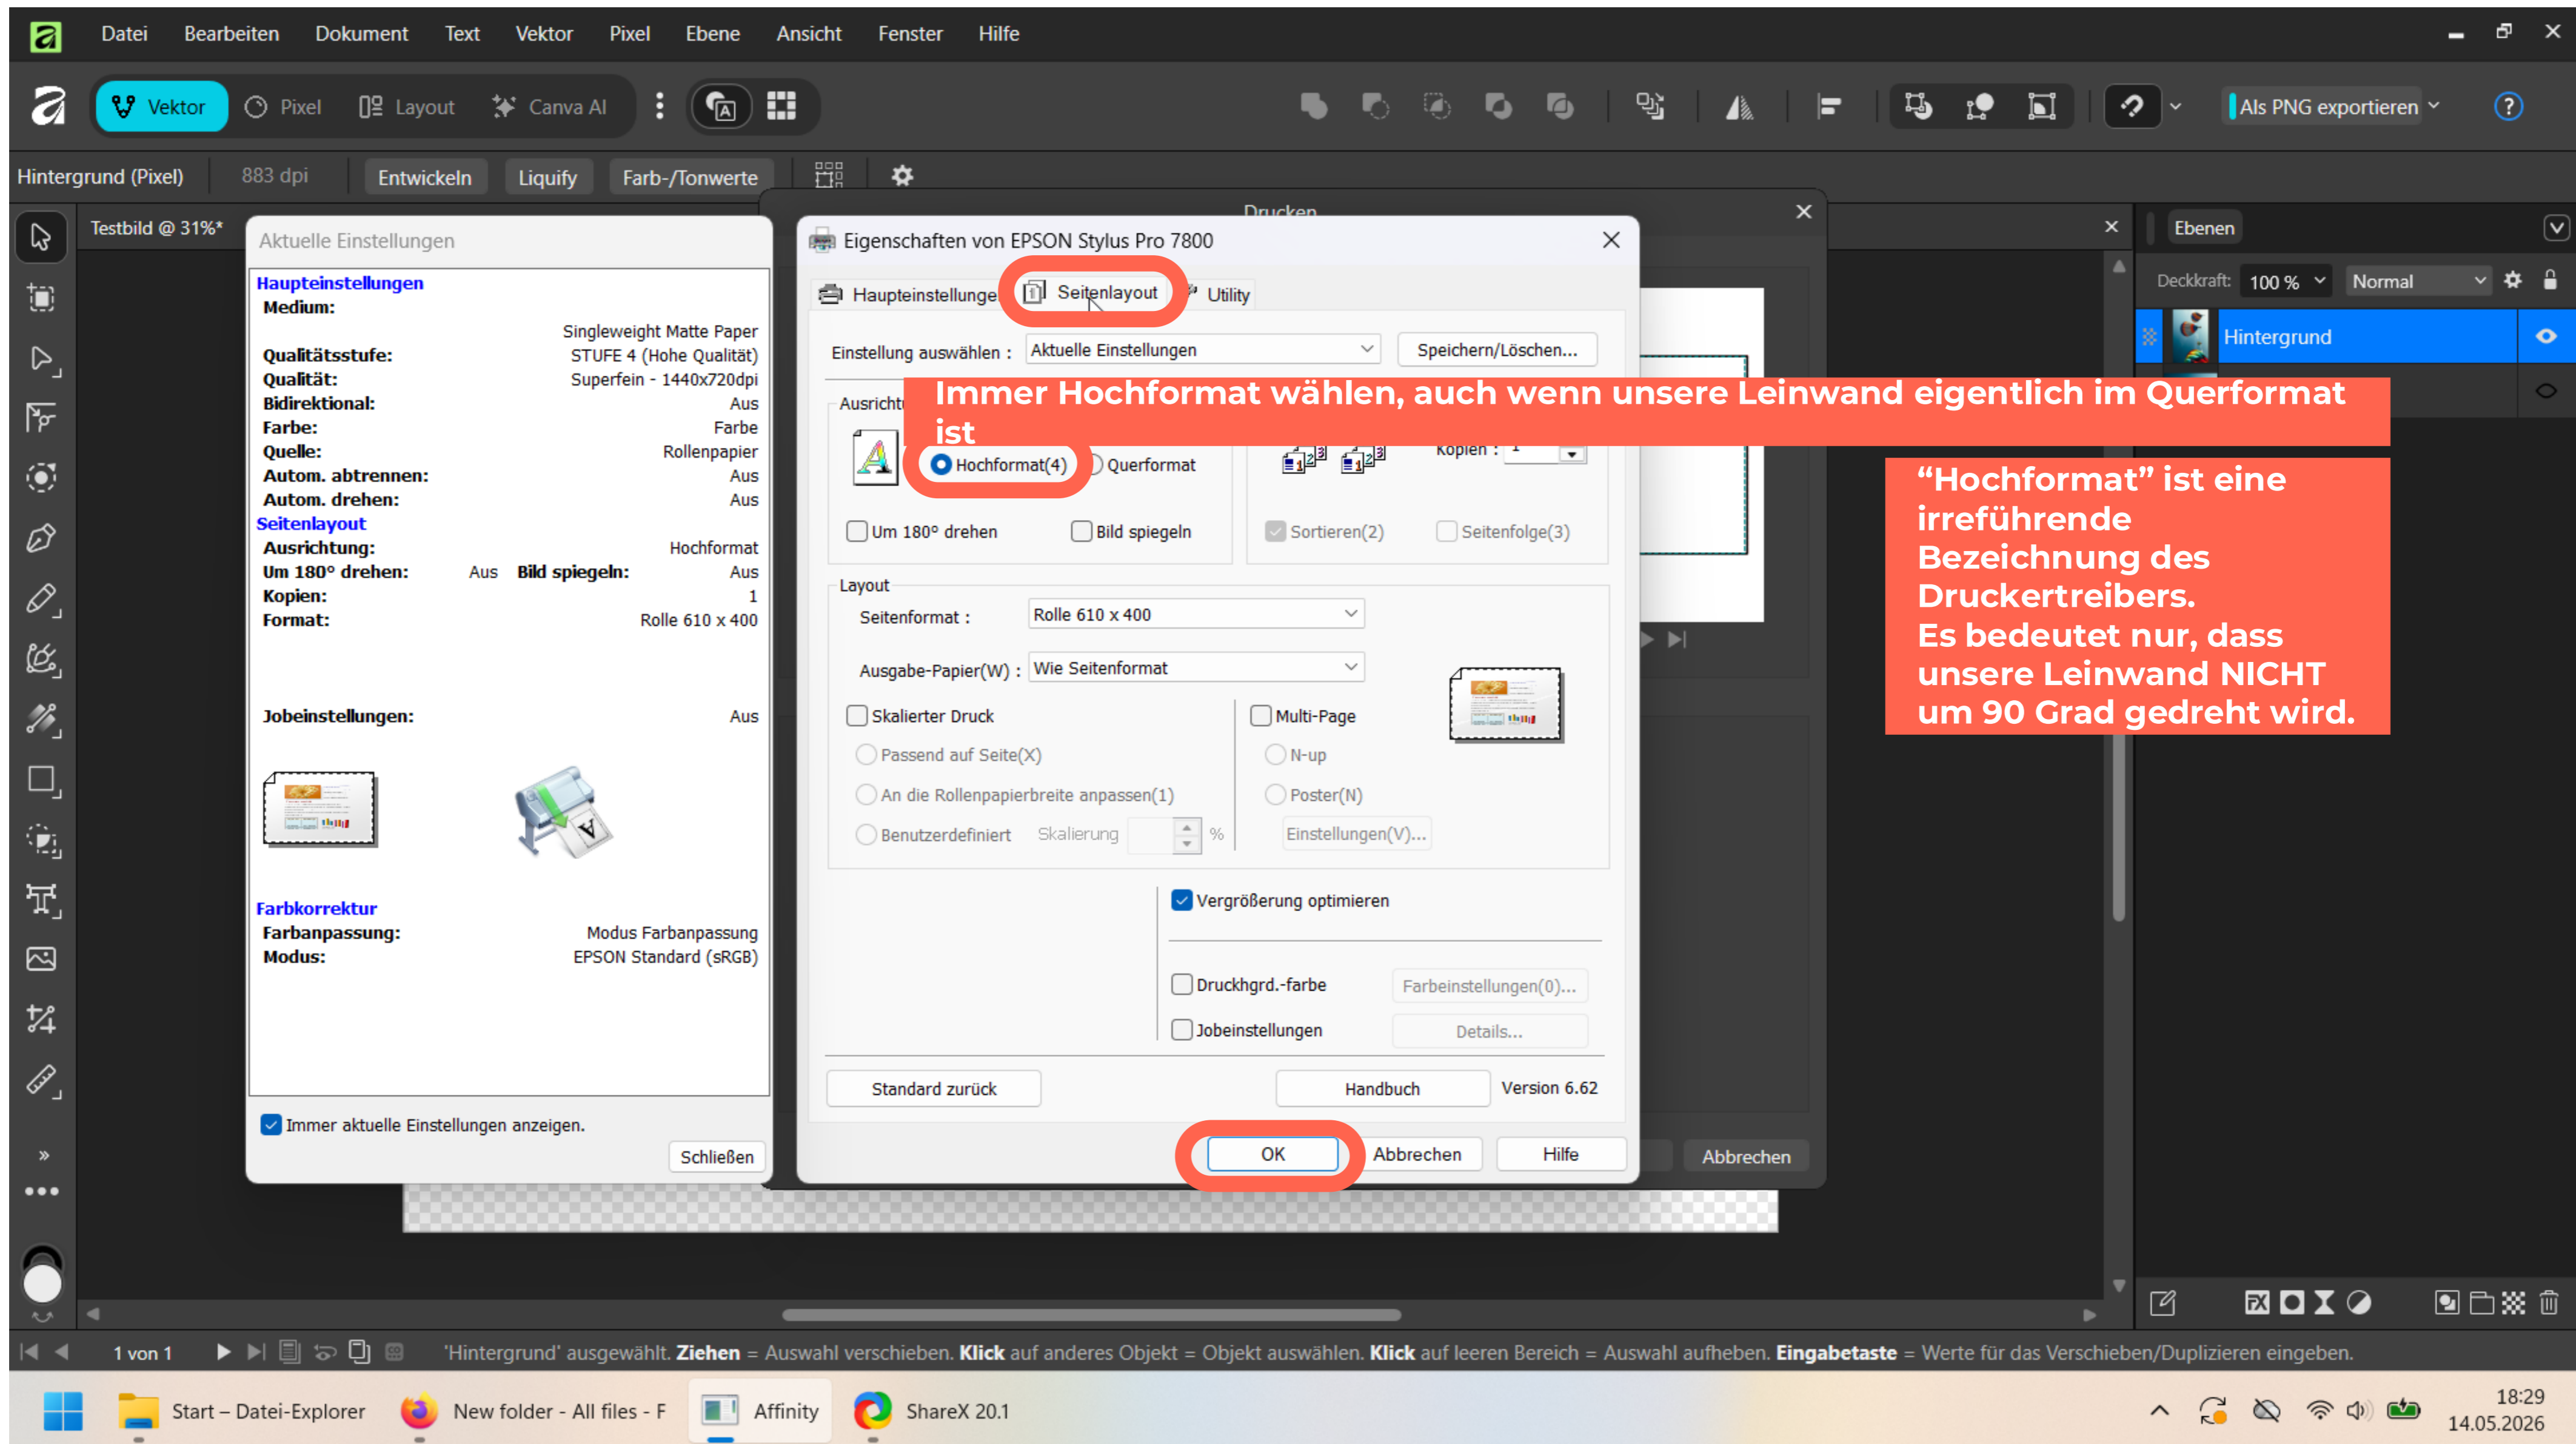 Datei Bearbeiten Dokument Text Vektor Pixel Ebene Ansicht Fenster Hilfe
Vektor Pixel Layout Canva AI Als PNG exportieren
Hintergrund (Pixel) 883 dpi Entwickeln Liquify Farb-/Tonwerte
Testbild @ 31%*
Drucken
Aktuelle Einstellungen
Haupteinstellungen
Medium:
Singleweight Matte Paper
Qualitätsstufe: STUFE 4 (Hohe Qualität)
Qualität: Superfein - 1440x720dpi
Bidirektional: Aus
Farbe: Farbe
Quelle: Rollenpapier
Autom. abtrennen: Aus
Autom. drehen: Aus
Seitenlayout
Ausrichtung: Hochformat
Um 180° drehen: Aus Bild spiegeln: Aus
Kopien: 1
Format: Rolle 610 x 400
Jobeinstellungen: Aus
Farbkorrektur
Farbanpassung: Modus Farbanpassung
Modus: EPSON Standard (sRGB)
Immer aktuelle Einstellungen anzeigen.
Schließen
Eigenschaften von EPSON Stylus Pro 7800
Haupteinstellunge Seitenlayout Utility
Einstellung auswählen : Aktuelle Einstellungen Speichern/Löschen...
Immer Hochformat wählen, auch wenn unsere Leinwand eigentlich im Querformat
ist
Ausricht
Hochformat(4) Querformat
Kopien : 1
Um 180° drehen Bild spiegeln Sortieren(2) Seitenfolge(3)
Layout
Seitenformat : Rolle 610 x 400
Ausgabe-Papier(W) : Wie Seitenformat
Skalierter Druck Multi-Page
Passend auf Seite(X) N-up
An die Rollenpapierbreite anpassen(1) Poster(N)
Benutzerdefiniert Skalierung % Einstellungen(V)...
Vergrößerung optimieren
Druckhgrd.-farbe Farbeinstellungen(0)...
Jobeinstellungen Details...
Standard zurück Handbuch Version 6.62
OK Abbrechen Hilfe
Abbrechen
“Hochformat” ist eine
irreführende
Bezeichnung des
Druckertreibers.
Es bedeutet nur, dass
unsere Leinwand NICHT
um 90 Grad gedreht wird.
Ebenen
Deckkraft: 100 % Normal
Hintergrund
1 von 1 'Hintergrund' ausgewählt. Ziehen = Auswahl verschieben. Klick auf anderes Objekt = Objekt auswählen. Klick auf leeren Bereich = Auswahl aufheben. Eingabetaste = Werte für das Verschieben/Duplizieren eingeben.
Start – Datei-Explorer New folder - All files - F Affinity ShareX 20.1
18:29
14.05.2026